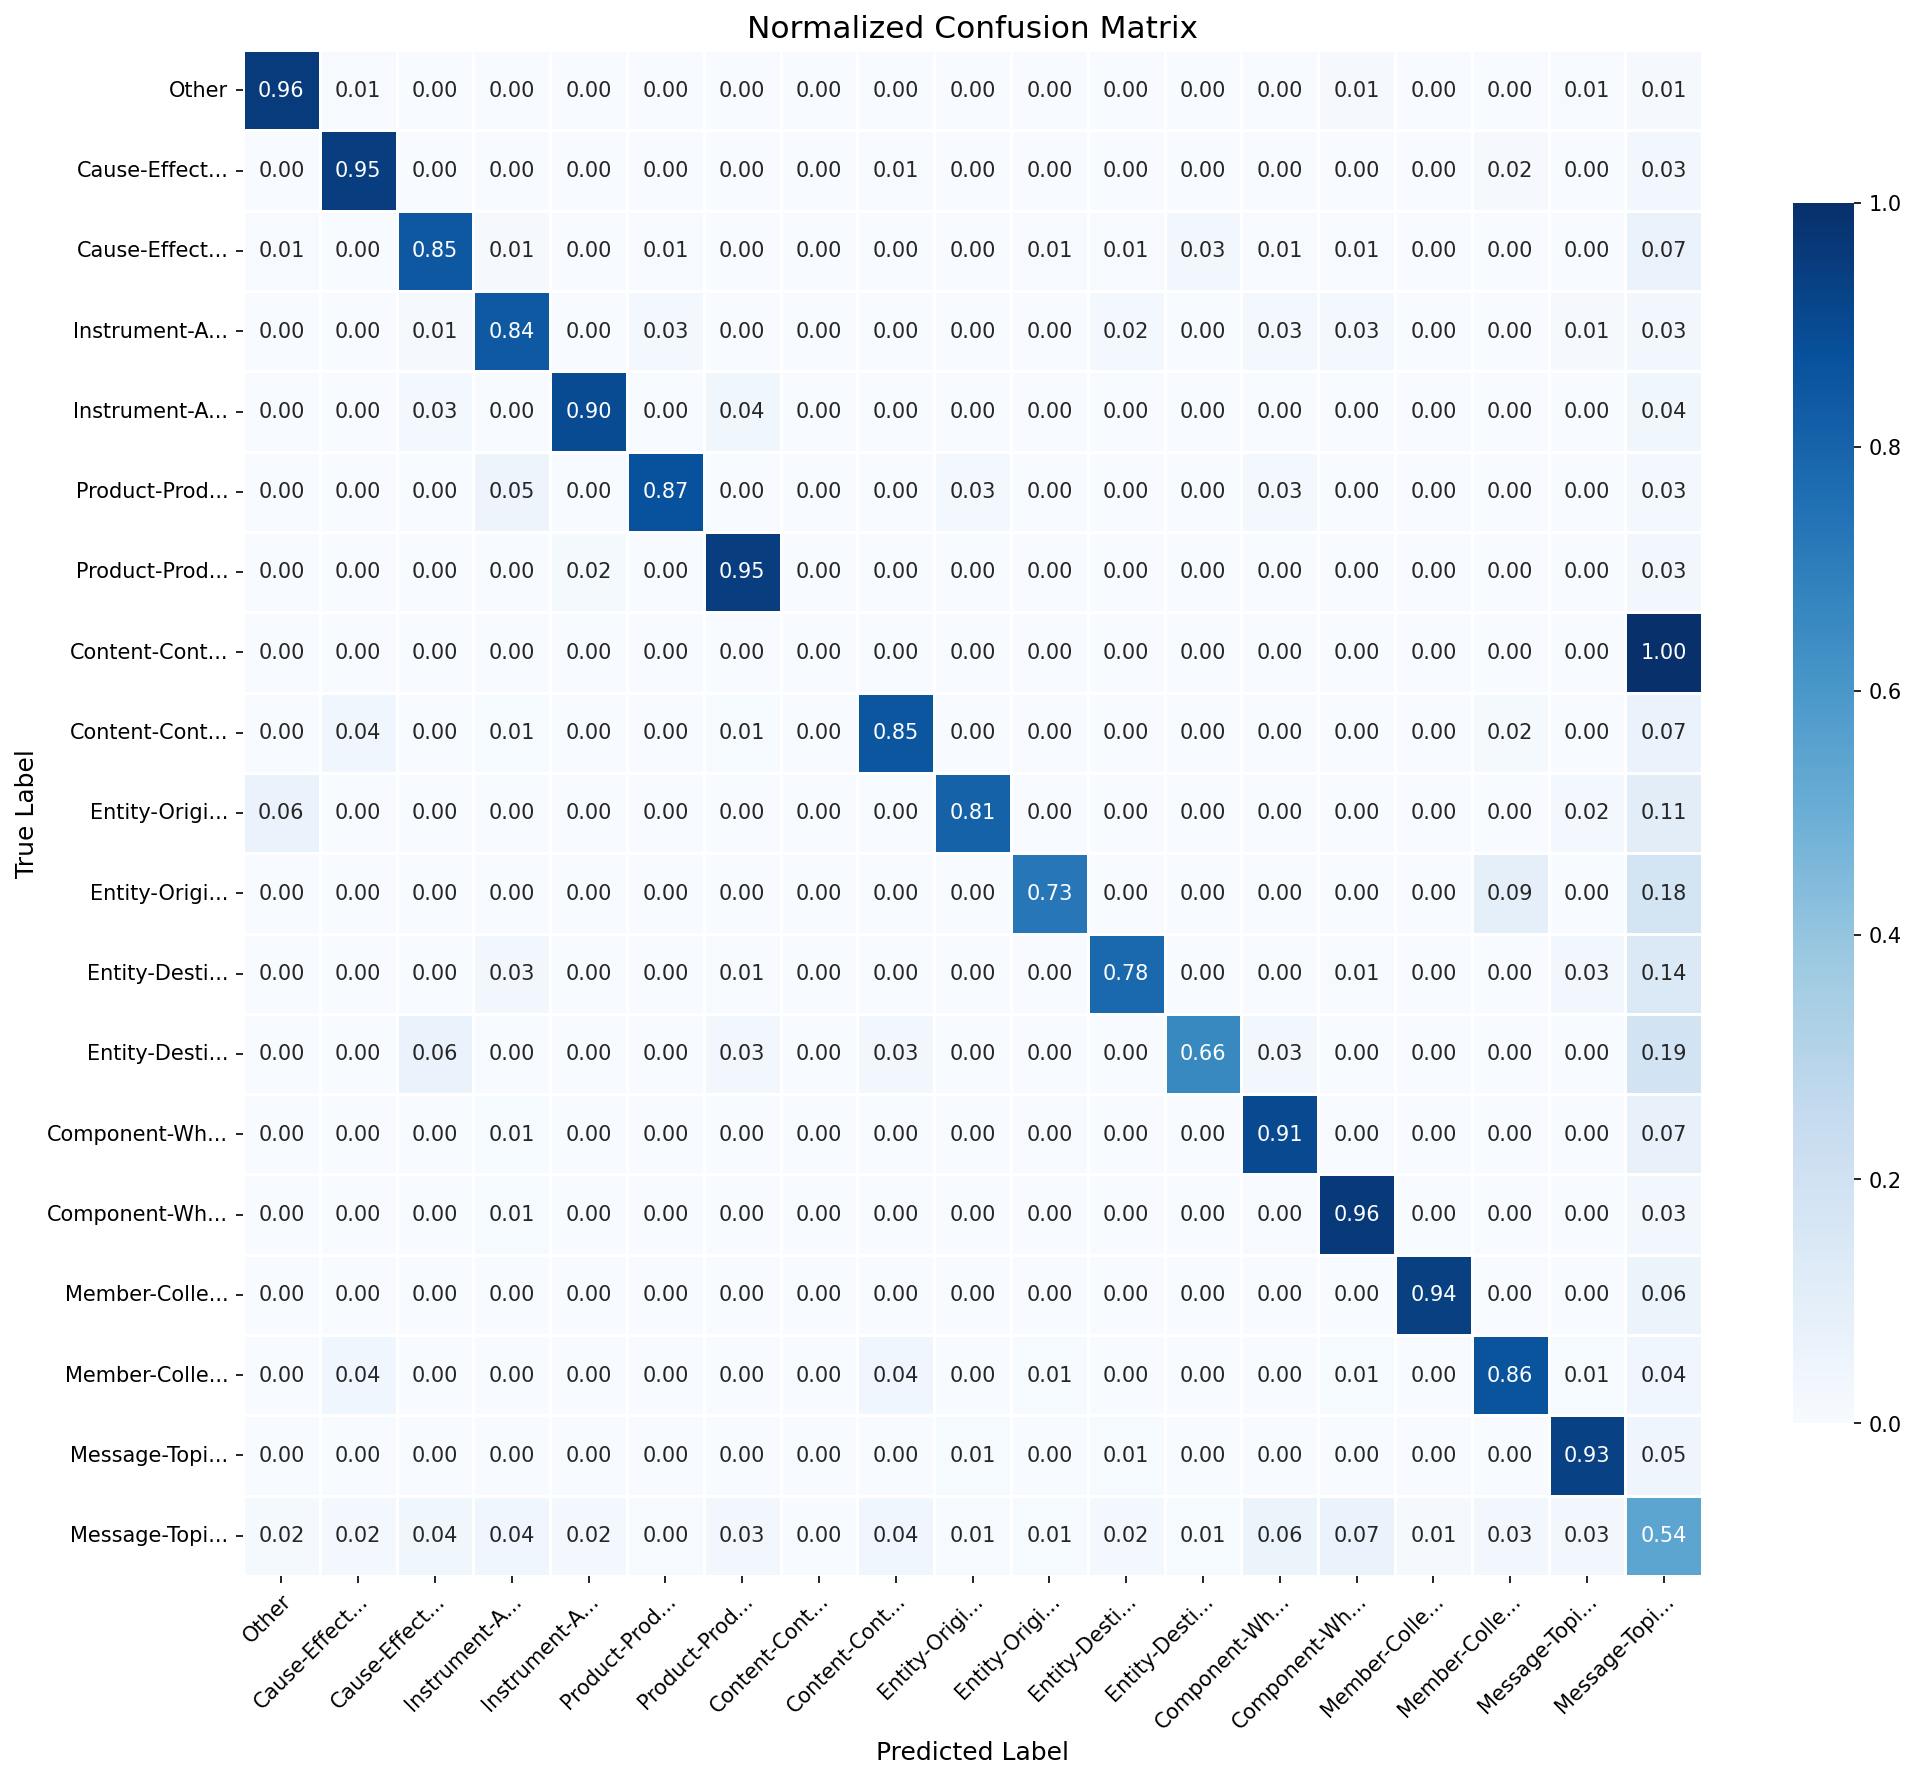 Normalized Confusion Matrix
Other 0.96 0.01 0.00 0.00 0.00 0.00 0.00 0.00 0.00 0.00 0.00 0.00 0.00 0.00 0.01 0.00 0.00 0.01 0.01
Cause-Effect... 0.00 0.95 0.00 0.00 0.00 0.00 0.00 0.00 0.01 0.00 0.00 0.00 0.00 0.00 0.00 0.00 0.02 0.00 0.03
Cause-Effect... 0.01 0.00 0.85 0.01 0.00 0.01 0.00 0.00 0.00 0.00 0.01 0.01 0.03 0.01 0.01 0.00 0.00 0.00 0.07
Instrument-A... 0.00 0.00 0.01 0.84 0.00 0.03 0.00 0.00 0.00 0.00 0.00 0.02 0.00 0.03 0.03 0.00 0.00 0.01 0.03
Instrument-A... 0.00 0.00 0.03 0.00 0.90 0.00 0.04 0.00 0.00 0.00 0.00 0.00 0.00 0.00 0.00 0.00 0.00 0.00 0.04
Product-Prod... 0.00 0.00 0.00 0.05 0.00 0.87 0.00 0.00 0.00 0.03 0.00 0.00 0.00 0.03 0.00 0.00 0.00 0.00 0.03
Product-Prod... 0.00 0.00 0.00 0.00 0.02 0.00 0.95 0.00 0.00 0.00 0.00 0.00 0.00 0.00 0.00 0.00 0.00 0.00 0.03
Content-Cont... 0.00 0.00 0.00 0.00 0.00 0.00 0.00 0.00 0.00 0.00 0.00 0.00 0.00 0.00 0.00 0.00 0.00 0.00 1.00
Content-Cont... 0.00 0.04 0.00 0.01 0.00 0.00 0.01 0.00 0.85 0.00 0.00 0.00 0.00 0.00 0.00 0.00 0.02 0.00 0.07
Entity-Origi... 0.06 0.00 0.00 0.00 0.00 0.00 0.00 0.00 0.00 0.81 0.00 0.00 0.00 0.00 0.00 0.00 0.00 0.02 0.11
Entity-Origi... 0.00 0.00 0.00 0.00 0.00 0.00 0.00 0.00 0.00 0.00 0.73 0.00 0.00 0.00 0.00 0.00 0.09 0.00 0.18
Entity-Desti... 0.00 0.00 0.00 0.03 0.00 0.00 0.01 0.00 0.00 0.00 0.00 0.78 0.00 0.00 0.01 0.00 0.00 0.03 0.14
Entity-Desti... 0.00 0.00 0.06 0.00 0.00 0.00 0.03 0.00 0.03 0.00 0.00 0.00 0.66 0.03 0.00 0.00 0.00 0.00 0.19
Component-Wh... 0.00 0.00 0.00 0.01 0.00 0.00 0.00 0.00 0.00 0.00 0.00 0.00 0.00 0.91 0.00 0.00 0.00 0.00 0.07
Component-Wh... 0.00 0.00 0.00 0.01 0.00 0.00 0.00 0.00 0.00 0.00 0.00 0.00 0.00 0.00 0.96 0.00 0.00 0.00 0.03
Member-Colle... 0.00 0.00 0.00 0.00 0.00 0.00 0.00 0.00 0.00 0.00 0.00 0.00 0.00 0.00 0.00 0.94 0.00 0.00 0.06
Member-Colle... 0.00 0.04 0.00 0.00 0.00 0.00 0.00 0.00 0.04 0.00 0.01 0.00 0.00 0.00 0.01 0.00 0.86 0.01 0.04
Message-Topi... 0.00 0.00 0.00 0.00 0.00 0.00 0.00 0.00 0.00 0.01 0.00 0.01 0.00 0.00 0.00 0.00 0.00 0.93 0.05
Message-Topi... 0.02 0.02 0.04 0.04 0.02 0.00 0.03 0.00 0.04 0.01 0.01 0.02 0.01 0.06 0.07 0.01 0.03 0.03 0.54
True Label
Other
Cause-Effect...
Cause-Effect...
Instrument-A...
Instrument-A...
Product-Prod...
Product-Prod...
Content-Cont...
Content-Cont...
Entity-Origi...
Entity-Origi...
Entity-Desti...
Entity-Desti...
Component-Wh...
Component-Wh...
Member-Colle...
Member-Colle...
Message-Topi...
Message-Topi...
Predicted Label
1.0
0.8
0.6
0.4
0.2
0.0